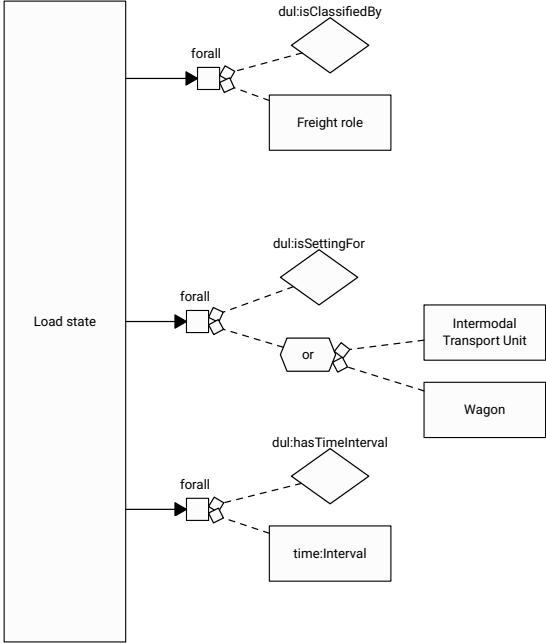 dul:isClassifiedBy
forall
Freight role
dul:isSettingFor
forall
Load state
Intermodal
Transport Unit
or
Wagon
dul:hasTimeInterval
forall
time:Interval